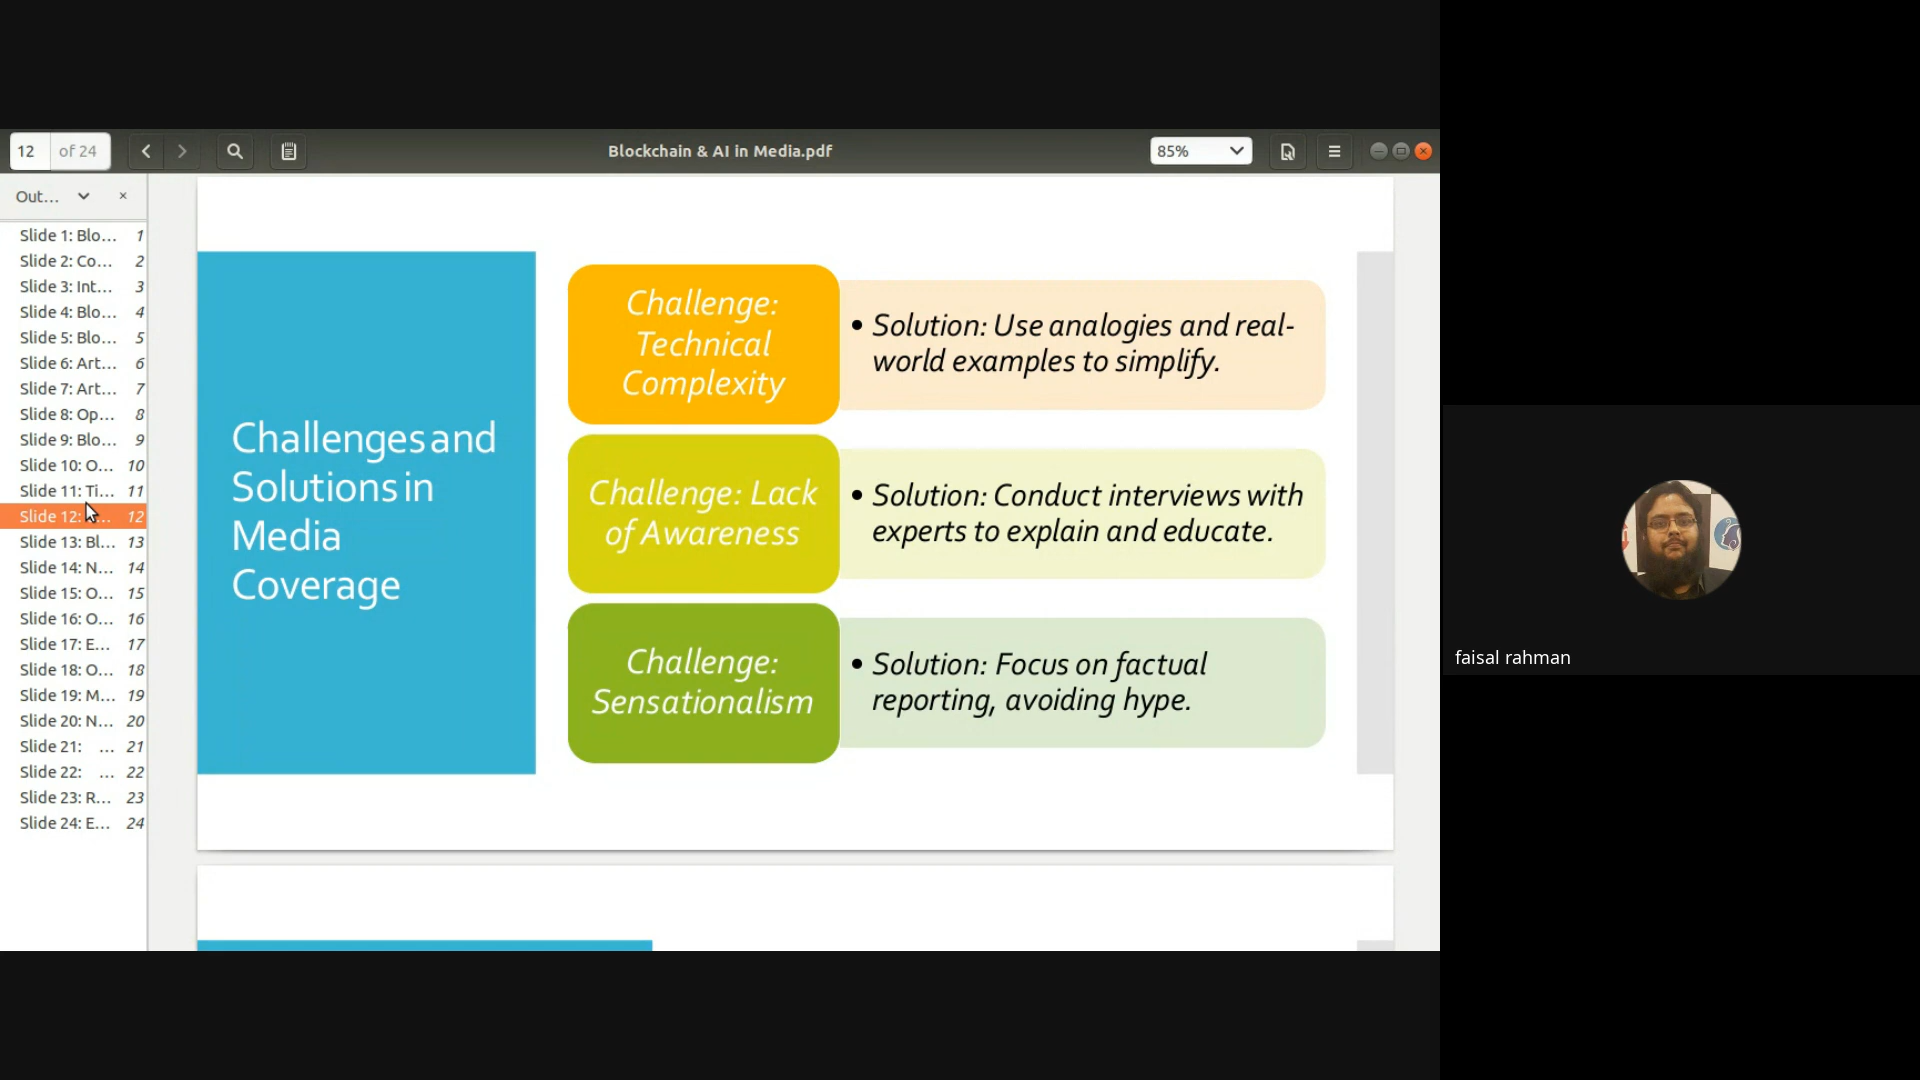 12 of 24
Blockchain & AI in Media.pdf
85%
Out...
Slide 1: Blo... 1
Slide 2: Co... 2
Slide 3: Int... 3
Slide 4: Blo... 4
Slide 5: Blo... 5
Slide 6: Art... 6
Slide 7: Art... 7
Slide 8: Op... 8
Slide 9: Blo... 9
Slide 10: O... 10
Slide 11: Ti... 11
Slide 12: ... 12
Slide 13: Bl... 13
Slide 14: N... 14
Slide 15: O... 15
Slide 16: O... 16
Slide 17: E... 17
Slide 18: O... 18
Slide 19: M... 19
Slide 20: N... 20
Slide 21: ... 21
Slide 22: ... 22
Slide 23: R... 23
Slide 24: E... 24
Challenges and
Solutions in
Media
Coverage
Challenge:
Technical
Complexity
• Solution: Use analogies and real-
world examples to simplify.
Challenge: Lack
of Awareness
• Solution: Conduct interviews with
experts to explain and educate.
Challenge:
Sensationalism
• Solution: Focus on factual
reporting, avoiding hype.
faisal rahman